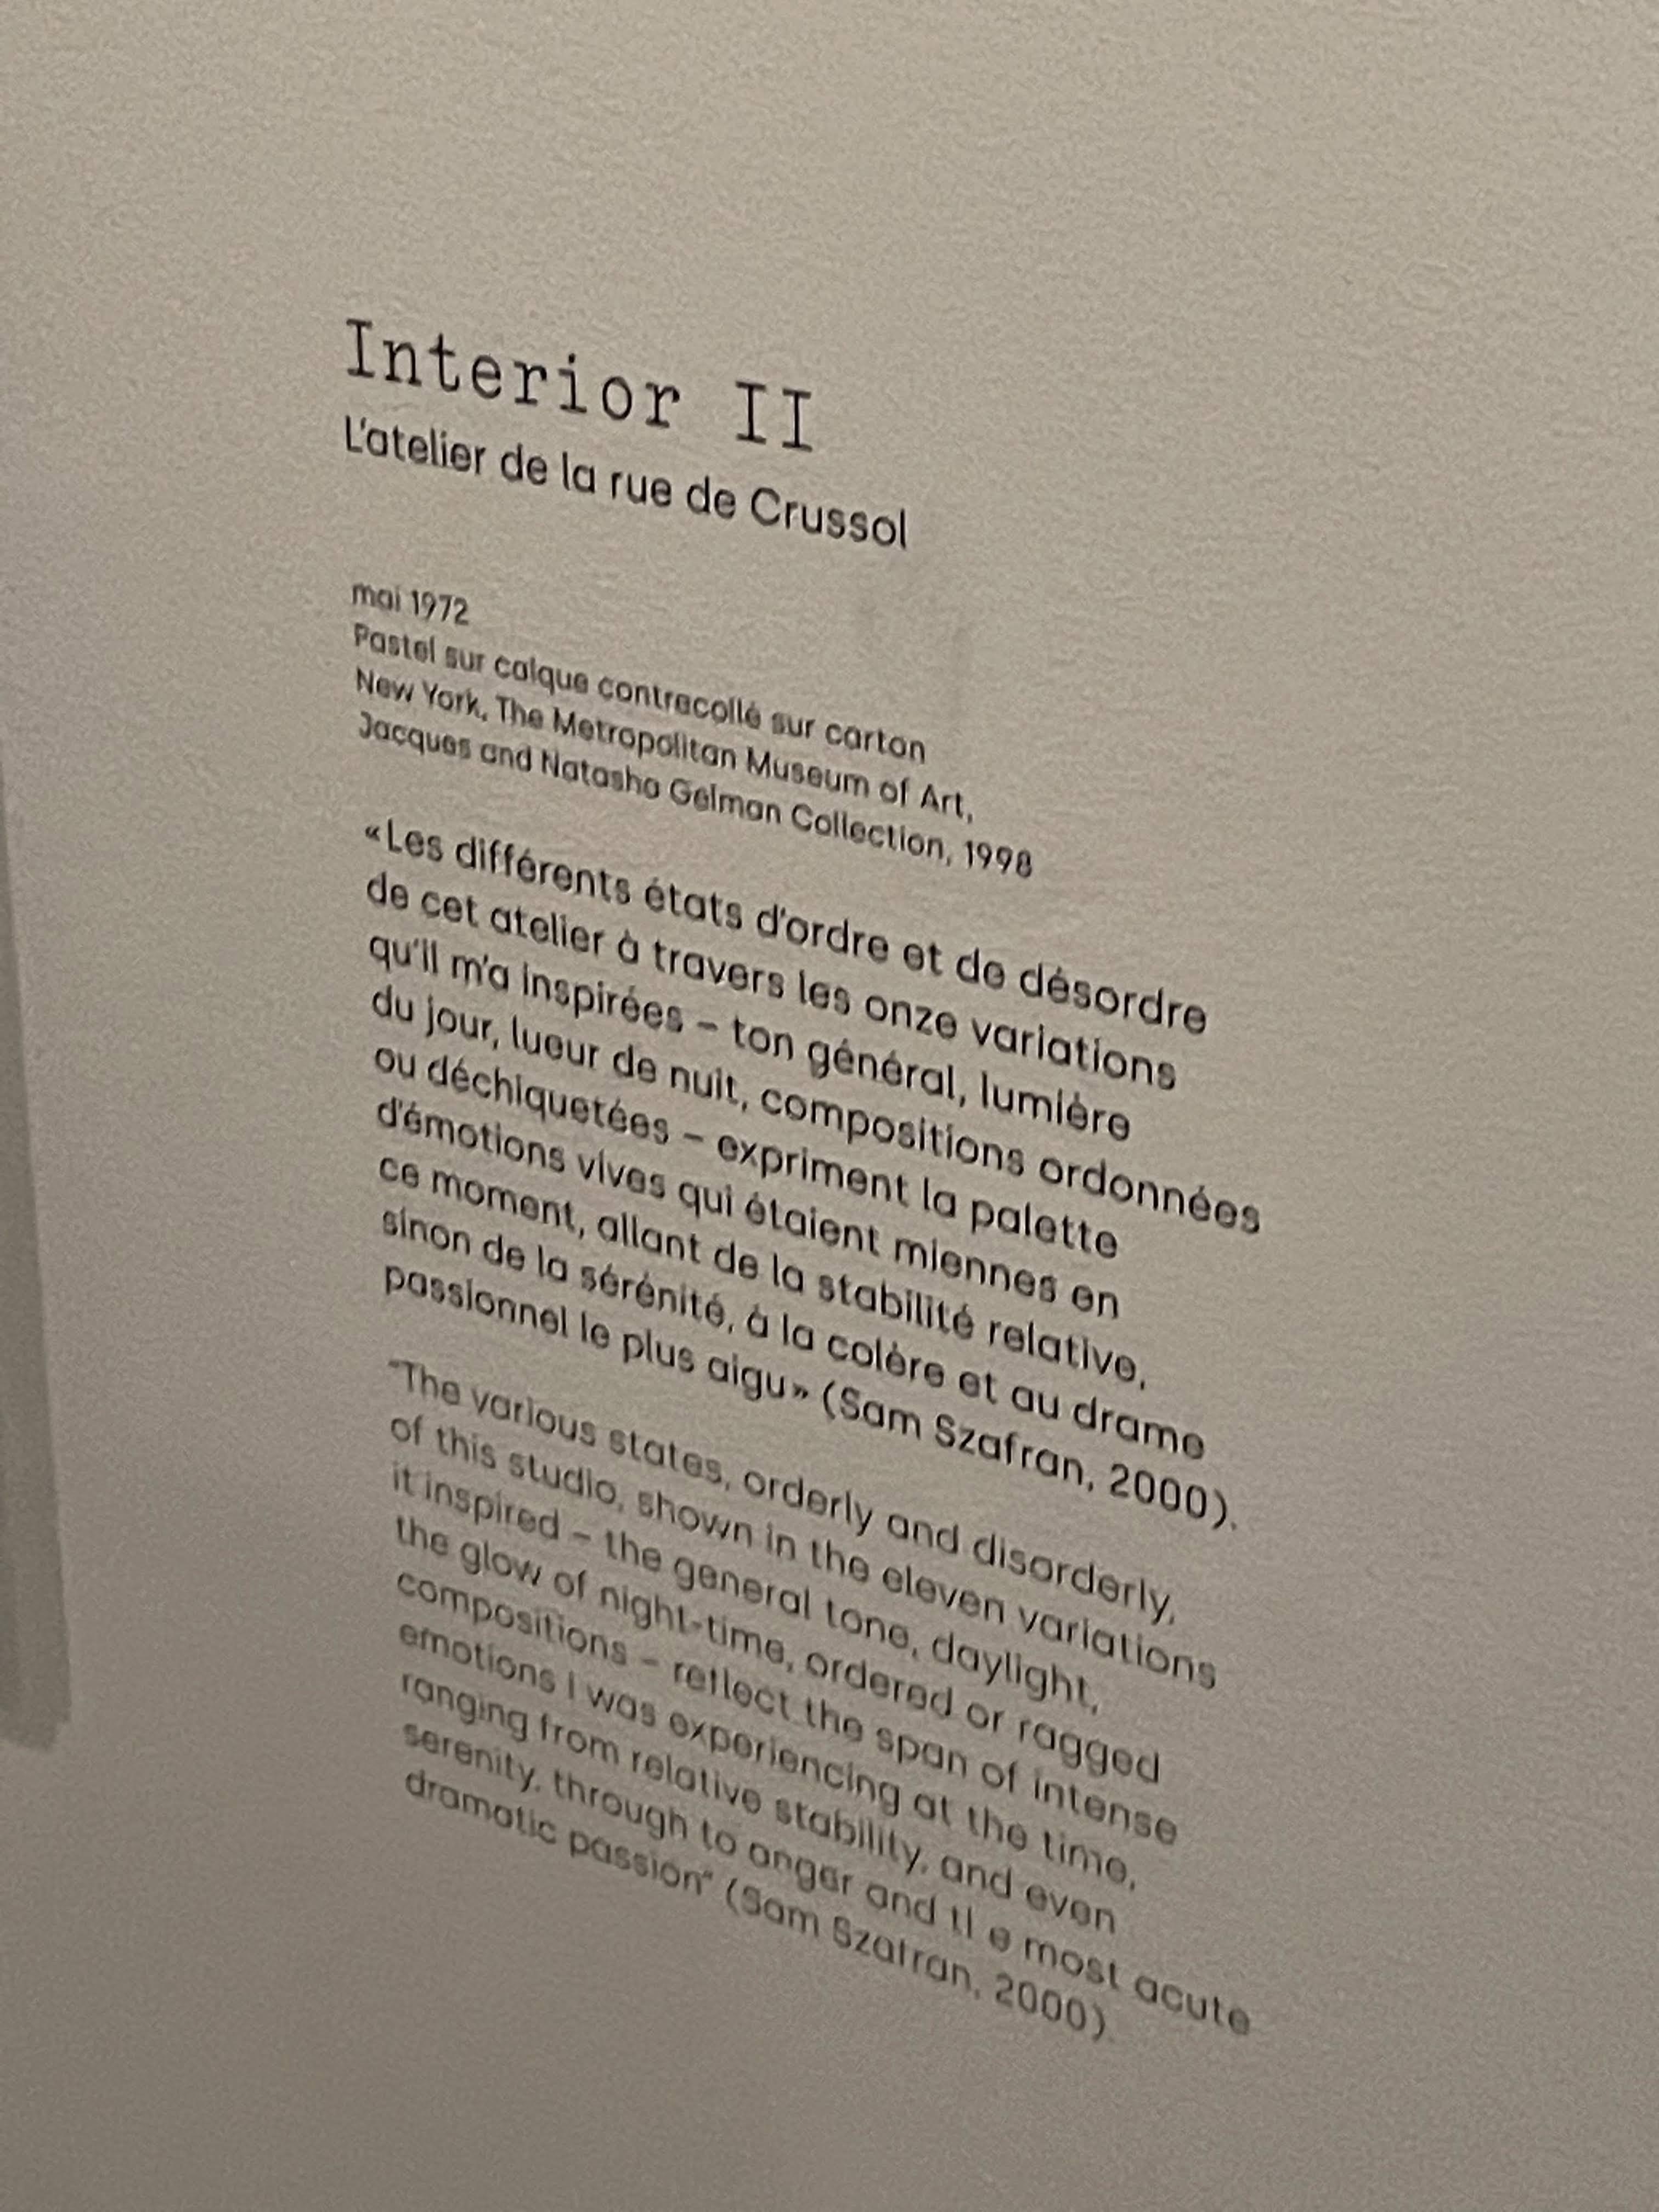 Interior II
L'atelier de la rue de Crussol
mai 1972
Pastel sur calque contrecollé sur carton
New York, The Metropolitan Museum of Art,
Jacques and Natasha Gelman Collection, 1998
«Les différents états d'ordre et de désordre
de cet atelier à travers les onze variations
qu'il m'a inspirées – ton général, lumière
du jour, lueur de nuit, compositions ordonnées
ou déchiquetées – expriment la palette
d'émotions vives qui étaient miennes en
ce moment, allant de la stabilité relative,
sinon de la sérénité, à la colère et au drame
passionnel le plus aigu» (Sam Szafran, 2000).
"The various states, orderly and disorderly,
of this studio, shown in the eleven variations
it inspired – the general tone, daylight,
the glow of night-time, ordered or ragged
compositions – reflect the span of intense
emotions I was experiencing at the time,
ranging from relative stability, and even
serenity, through to anger and the most acute
dramatic passion" (Sam Szafran, 2000).